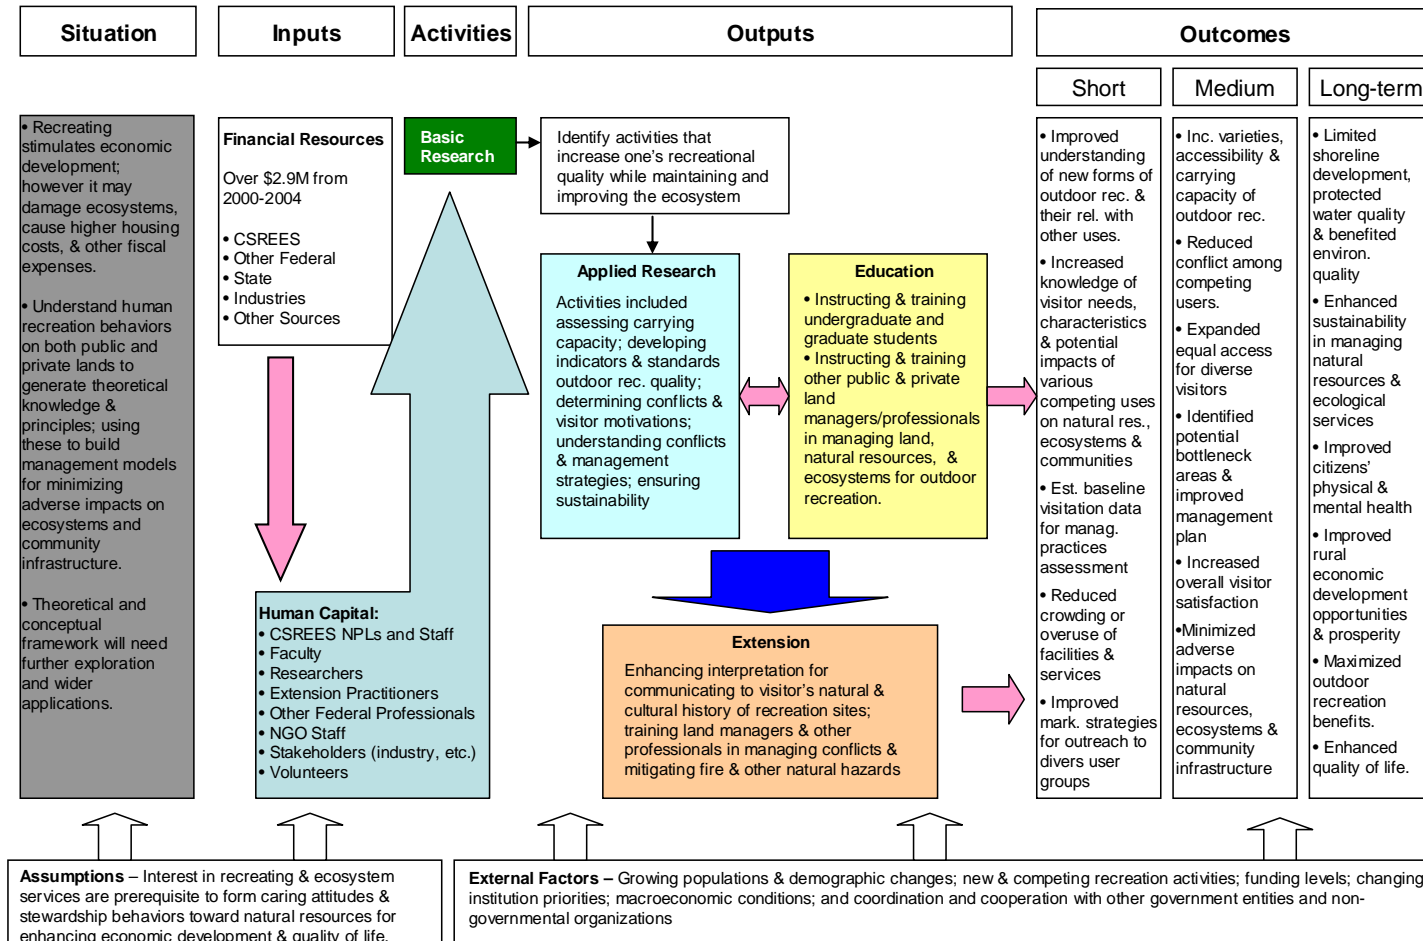 Situation
Inputs
Activities
Outputs
Outcomes
Short
Medium
Long-term
• Recreating
stimulates economic
development;
however it may
damage ecosystems,
cause higher housing
costs, & other fiscal
expenses.
• Understand human
recreation behaviors
on both public and
private lands to
generate theoretical
knowledge &
principles; using
these to build
management models
for minimizing
adverse impacts on
ecosystems and
community
infrastructure.
• Theoretical and
conceptual
framework will need
further exploration
and wider
applications.
Financial Resources
Over $2.9M from
2000-2004
• CSREES
• Other Federal
• State
• Industries
• Other Sources
Human Capital:
• CSREES NPLs and Staff
• Faculty
• Researchers
• Extension Practitioners
• Other Federal Professionals
• NGO Staff
• Stakeholders (industry, etc.)
• Volunteers
Basic
Research
Identify activities that
increase one’s recreational
quality while maintaining and
improving the ecosystem
Applied Research
Activities included
assessing carrying
capacity; developing
indicators & standards
outdoor rec. quality;
determining conflicts &
visitor motivations;
understanding conflicts
& management
strategies; ensuring
sustainability
Education
• Instructing & training
undergraduate and
graduate students
• Instructing & training
other public & private
land
managers/professionals
in managing land,
natural resources, &
ecosystems for outdoor
recreation.
Extension
Enhancing interpretation for
communicating to visitor’s natural &
cultural history of recreation sites;
training land managers & other
professionals in managing conflicts &
mitigating fire & other natural hazards
• Improved
understanding
of new forms of
outdoor rec. &
their rel. with
other uses.
• Increased
knowledge of
visitor needs,
characteristics
& potential
impacts of
various
competing uses
on natural res.,
ecosystems &
communities
• Est. baseline
visitation data
for manag.
practices
assessment
• Reduced
crowding or
overuse of
facilities &
services
• Improved
mark. strategies
for outreach to
divers user
groups
• Inc. varieties,
accessibility &
carrying
capacity of
outdoor rec.
• Reduced
conflict among
competing
users.
• Expanded
equal access
for diverse
visitors
• Identified
potential
bottleneck
areas &
improved
management
plan
• Increased
overall visitor
satisfaction
•Minimized
adverse
impacts on
natural
resources,
ecosystems &
community
infrastructure
• Limited
shoreline
development,
protected
water quality
& benefited
environ.
quality
• Enhanced
sustainability
in managing
natural
resources &
ecological
services
• Improved
citizens’
physical &
mental health
• Improved
rural
economic
development
opportunities
& prosperity
• Maximized
outdoor
recreation
benefits.
• Enhanced
quality of life.
Assumptions – Interest in recreating & ecosystem
services are prerequisite to form caring attitudes &
stewardship behaviors toward natural resources for
enhancing economic development & quality of life.
External Factors – Growing populations & demographic changes; new & competing recreation activities; funding levels; changing
institution priorities; macroeconomic conditions; and coordination and cooperation with other government entities and non-
governmental organizations